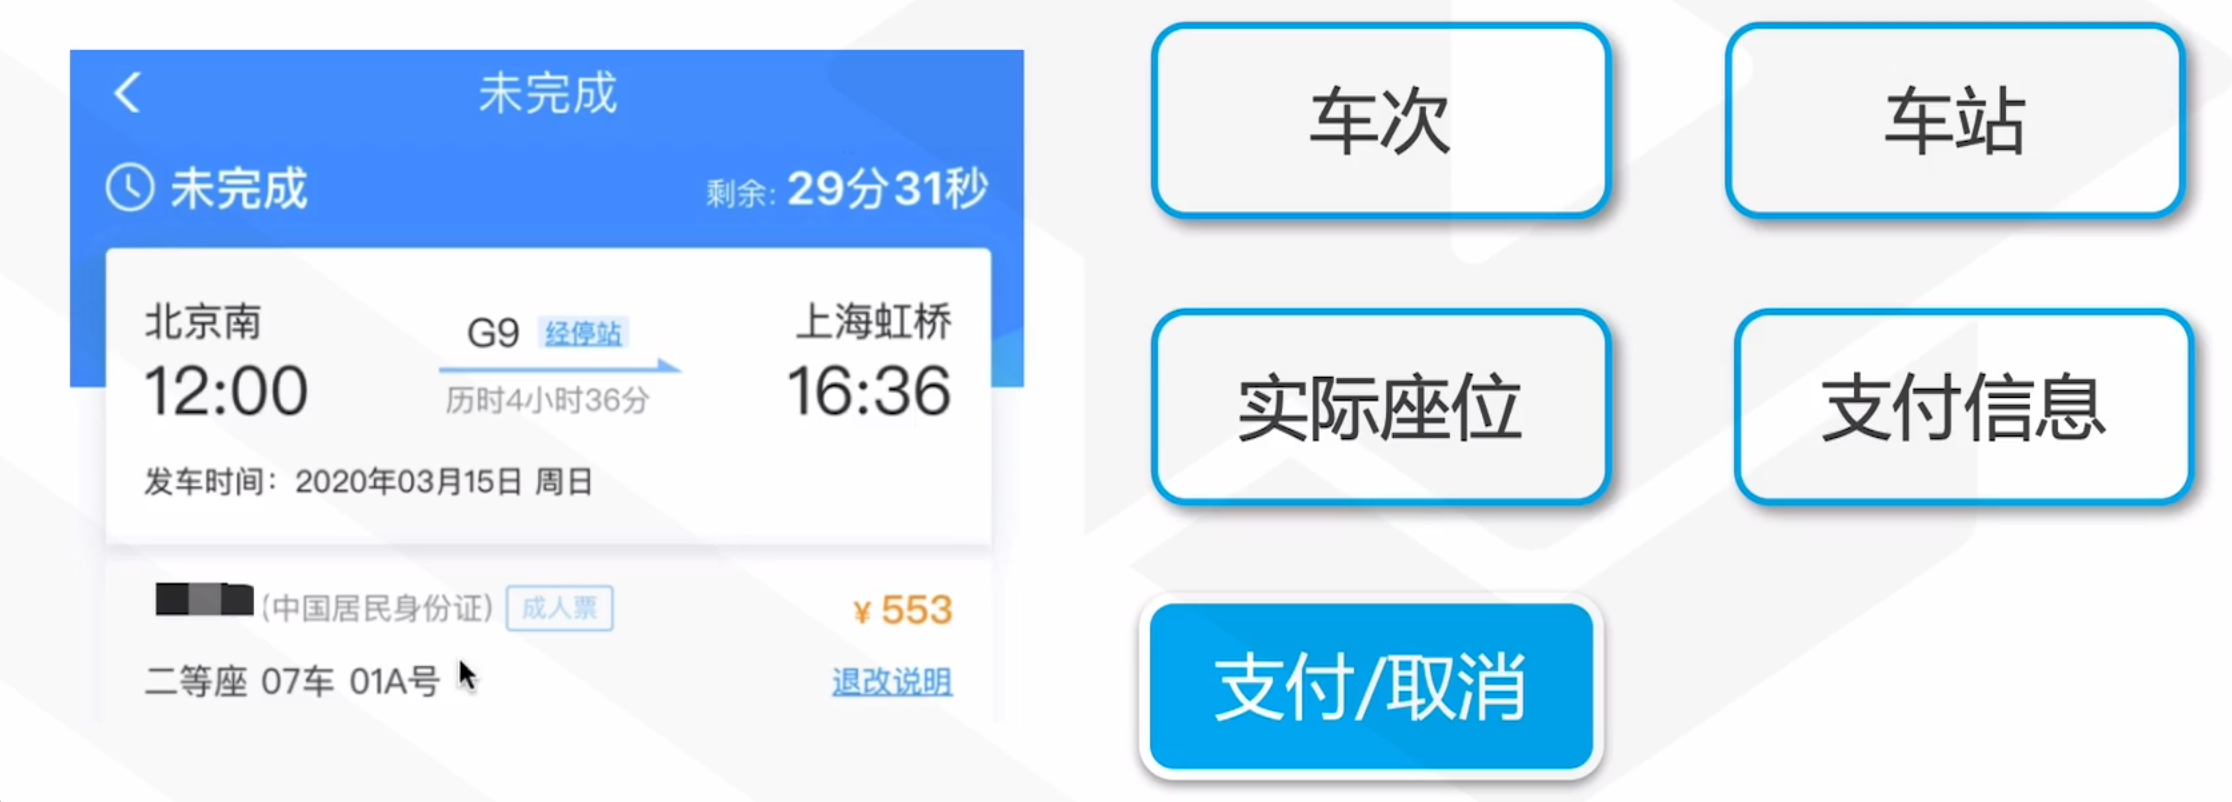 未完成
未完成 剩余: 29分31秒
北京南 G9 经停站 上海虹桥
12:00 历时4小时36分 16:36
发车时间：2020年03月15日 周日
(中国居民身份证) 成人票 ¥553
二等座 07车 01A号 退改说明
车次 车站
实际座位 支付信息
支付/取消